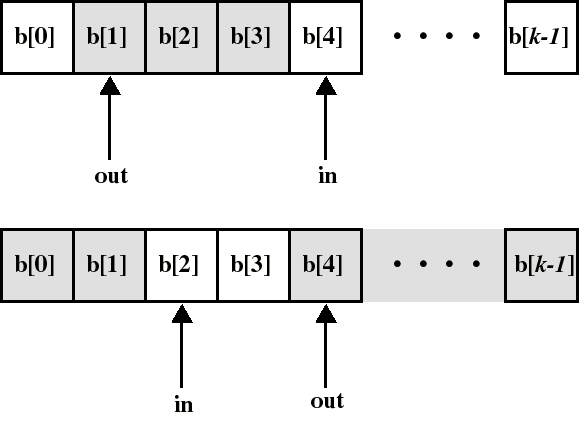 b[0] b[1] b[2] b[3] b[4] • • • • b[k-1]
out in
b[0] b[1] b[2] b[3] b[4] • • • • b[k-1]
in out